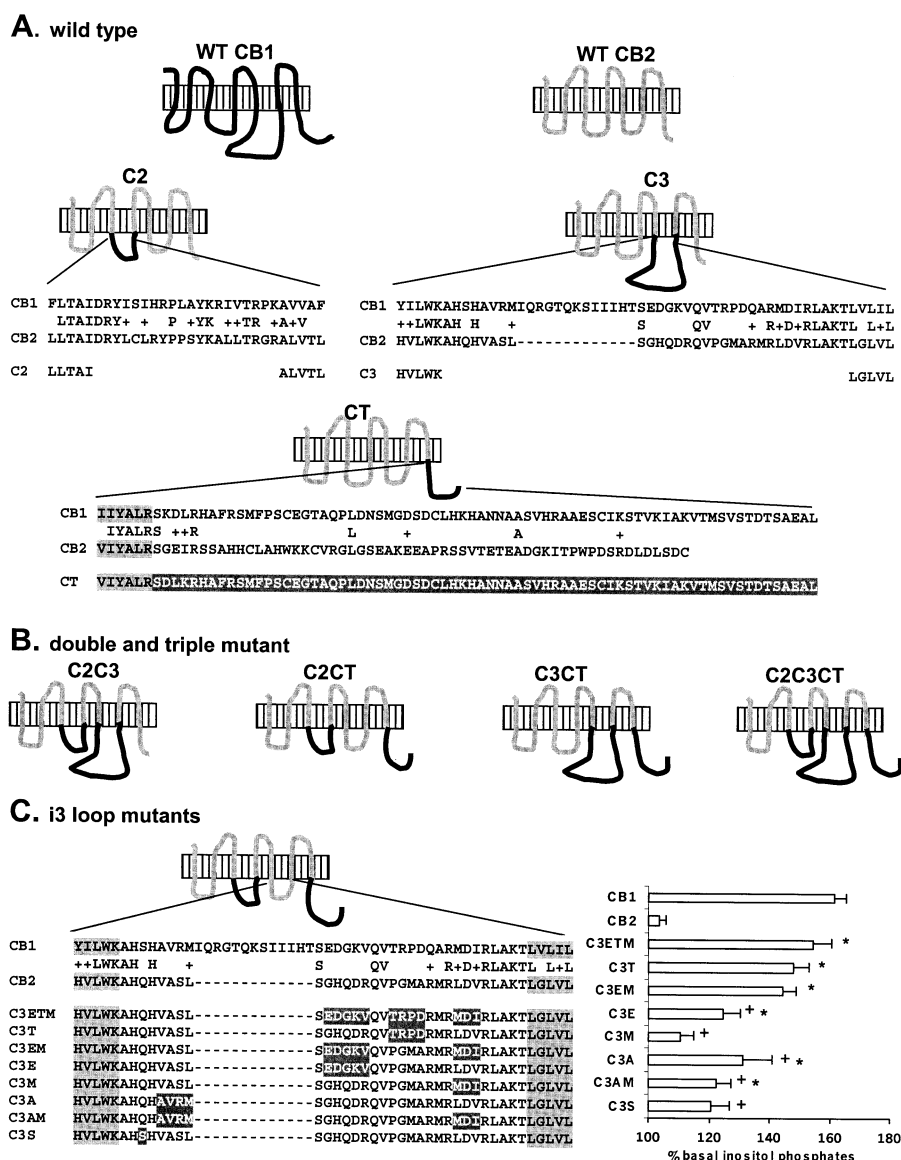 A. wild type
WT CB1
WT CB2
C2
C3
CB1 FLTAIDRYISIHRPLAYKRIVTRPKAVVAF
LTAIDRY+ + P +YK ++TR +A+V
CB2 LLTAIDRYLCLRYPPSYKALLTRGRALVTL
C2 LLTAI ALVTL
CB1 YILWKAHSHAVRMIQRGTQKSIIIHTSEDGKVQVTRPDQARMDIRLAKTLVLIL
++LWKAH H + S QV + R+D+RLAKTL L+L
CB2 HVLWKAHQHVASL-------------SGHQDRQVPGMARMRLDVRLAKTLGLVL
C3 HVLWK LGLVL
CT
CB1 IIYALRSKDLRHAFRSMFPSCEGTAQPLDNSMGDSDCLHKHANNAASVHRAAESCIKSTVKIAKVTMSVSTDTSAEAL
IYALRS ++R L + A +
CB2 VIYALRSGEIRSSAHHCLAHWKKCVRGLGSEAKEEAPRSSVTETEADGKITPWPDSRDLDLSDC
CT VIYALRSDLKRHAFRSMFPSCEGTAQPLDNSMGDSDCLHKHANNAASVHRAAESCIKSTVKIAKVTMSVSTDTSAEAL
B. double and triple mutant
C2C3
C2CT
C3CT
C2C3CT
C. i3 loop mutants
CB1 YILWKAHSHAVRMIQRGTQKSIIIHTSEDGKVQVTRPDQARMDIRLAKTLVLIL
++LWKAH H + S QV + R+D+RLAKTL L+L
CB2 HVLWKAHQHVASL-------------SGHQDRQVPGMARMRLDVRLAKTLGLVL
C3ETM HVLWKAHQHVASL-------------SEDGKVQVTRPDRMRMDIRLAKTLGLVL
C3T HVLWKAHQHVASL-------------SGHQDRQVTRPDRMRLDVRLAKTLGLVL
C3EM HVLWKAHQHVASL-------------SEDGKVQVPGMARMRMDIRLAKTLGLVL
C3E HVLWKAHQHVASL-------------SEDGKVQVPGMARMRLDVRLAKTLGLVL
C3M HVLWKAHQHVASL-------------SGHQDRQVPGMARMRMDIRLAKTLGLVL
C3A HVLWKAHQHAVRM-------------SGHQDRQVPGMARMRLDVRLAKTLGLVL
C3AM HVLWKAHQHAVRM-------------SGHQDRQVPGMARMRMDIRLAKTLGLVL
C3S HVLWKAHSHVASL-------------SGHQDRQVPGMARMRLDVRLAKTLGLVL
CB1
CB2
C3ETM *
C3T *
C3EM *
C3E + *
C3M +
C3A + *
C3AM + *
C3S +
100 120 140 160 180
% basal inositol phosphates